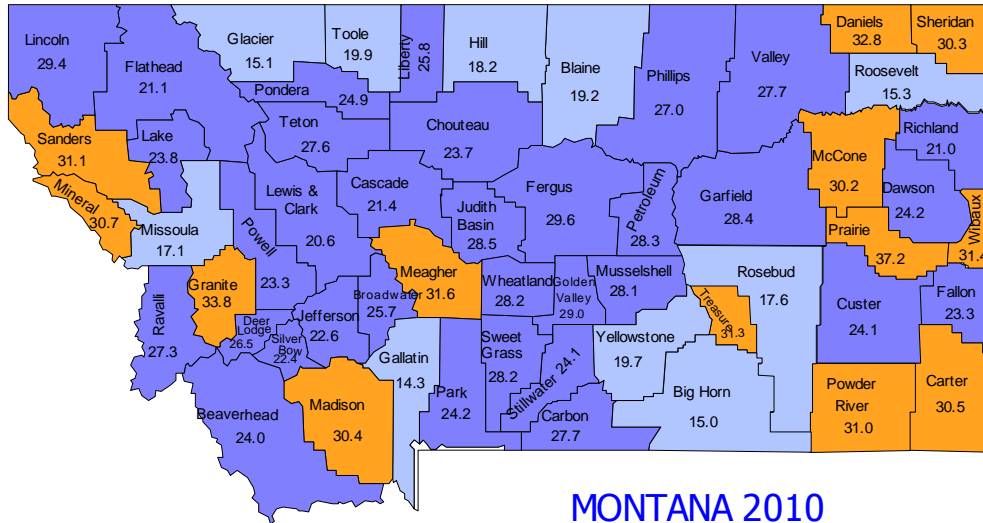 Lincoln
29.4
Flathead
21.1
Glacier
15.1
Toole
19.9
Liberty
25.8
Hill
18.2
Blaine
19.2
Phillips
27.0
Valley
27.7
Daniels
32.8
Sheridan
30.3
Roosevelt
15.3
Pondera
24.9
Teton
27.6
Chouteau
23.7
Sanders
31.1
Lake
23.8
Mineral
30.7
Missoula
17.1
Powell
23.3
Lewis &
Clark
20.6
Cascade
21.4
Judith
Basin
28.5
Fergus
29.6
Petroleum
28.3
Garfield
28.4
McCone
30.2
Richland
21.0
Dawson
24.2
Wibaux
31.4
Prairie
37.2
Granite
33.8
Meagher
31.6
Broadwater
25.7
Wheatland
28.2
Golden
Valley
29.0
Musselshell
28.1
Rosebud
17.6
Treasure
31.3
Custer
24.1
Fallon
23.3
Ravalli
27.3
Deer
Lodge
26.5
Silver
Bow
22.4
Jefferson
22.6
Gallatin
14.3
Park
24.2
Sweet
Grass
28.2
Stillwater 24.1
Yellowstone
19.7
Big Horn
15.0
Carbon
27.7
Powder
River
31.0
Carter
30.5
Beaverhead
24.0
Madison
30.4
MONTANA 2010